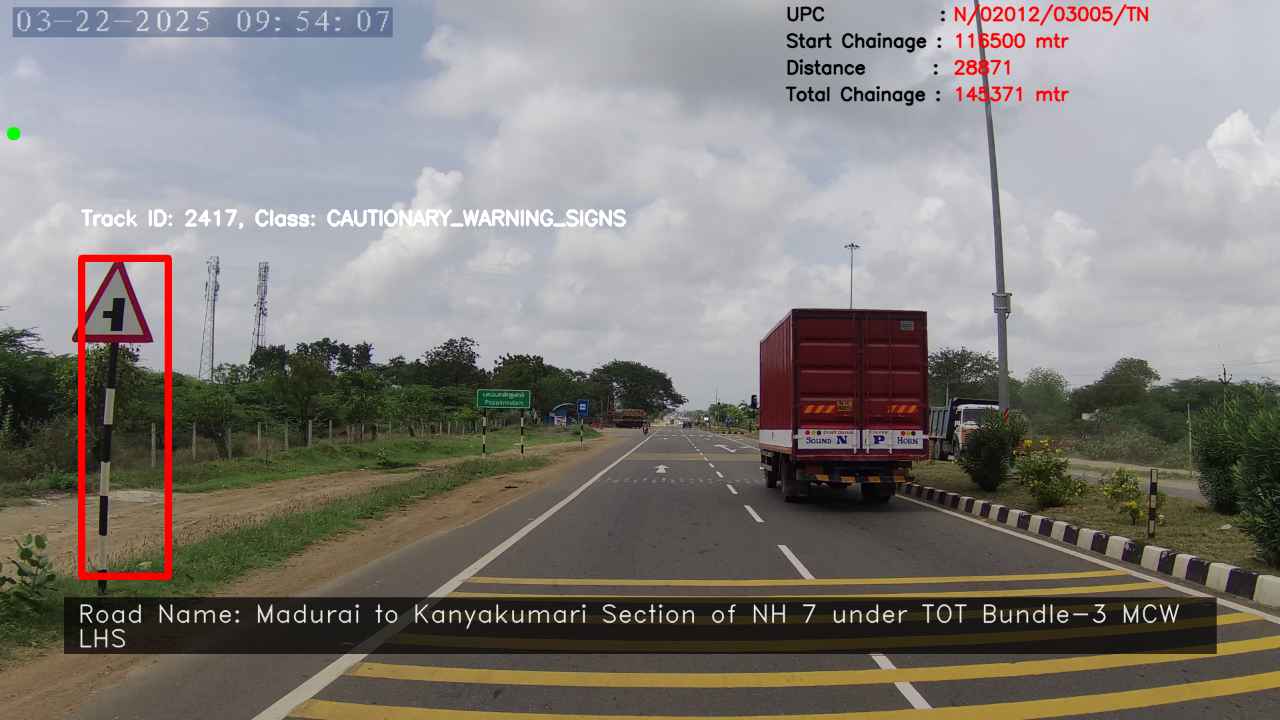 03-22-2025 09:54:07
UPC : N/02012/03005/TN
Start Chainage : 116500 mtr
Distance : 28871
Total Chainage : 145371 mtr
Track ID: 2417, Class: CAUTIONARY_WARNING_SIGNS
SOUND N P HORN
Road Name: Madurai to Kanyakumari Section of NH 7 under TOT Bundle-3 MCW
LHS